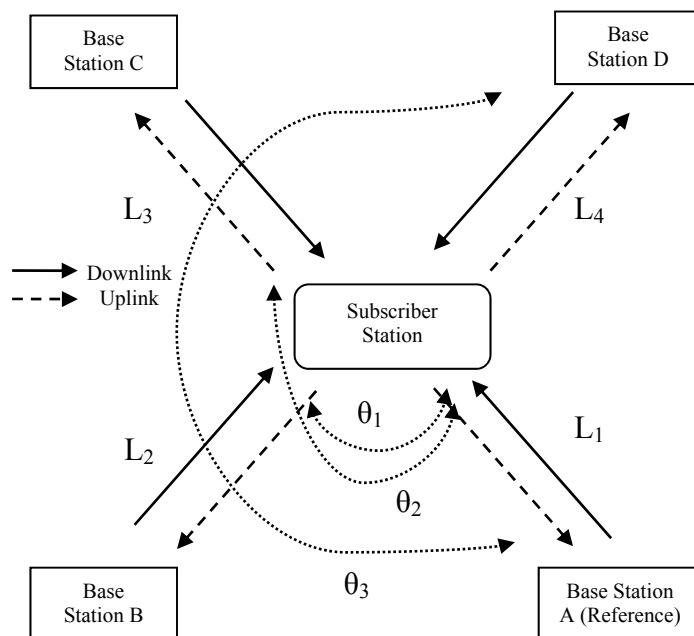 Base
Station C
Base
Station D
L3
L4
Downlink
Uplink
Subscriber
Station
θ1
L1
L2
θ2
θ3
Base
Station B
Base Station
A (Reference)